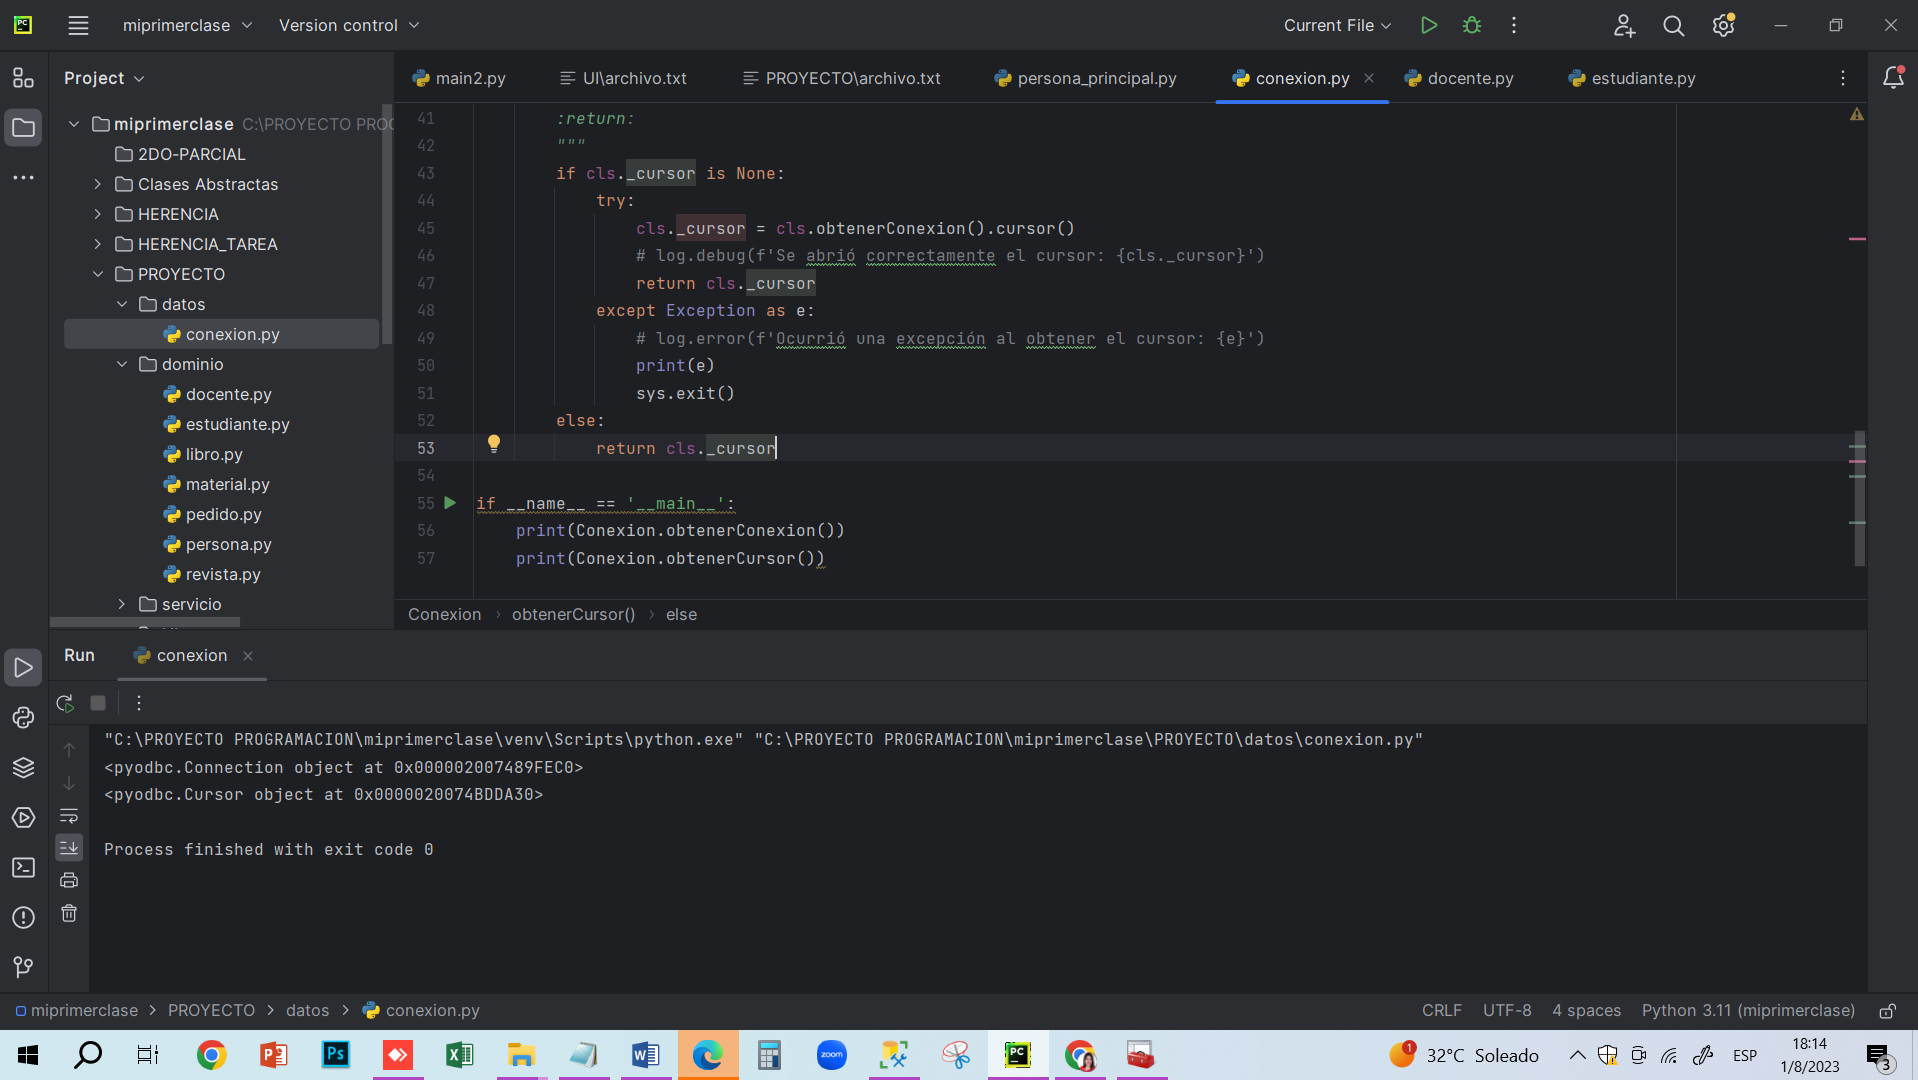 PC miprimerclase Version control Current File
Project
main2.py UI\archivo.txt PROYECTO\archivo.txt persona_principal.py conexion.py docente.py estudiante.py
miprimerclase C:\PROYECTO PROG
2DO-PARCIAL
Clases Abstractas
HERENCIA
HERENCIA_TAREA
PROYECTO
datos
conexion.py
dominio
docente.py
estudiante.py
libro.py
material.py
pedido.py
persona.py
revista.py
servicio
41 :return:
42 """
43 if cls._cursor is None:
44 try:
45 cls._cursor = cls.obtenerConexion().cursor()
46 # log.debug(f'Se abrió correctamente el cursor: {cls._cursor}')
47 return cls._cursor
48 except Exception as e:
49 # log.error(f'Ocurrió una excepción al obtener el cursor: {e}')
50 print(e)
51 sys.exit()
52 else:
53 return cls._cursor
54
55 if __name__ == '__main__':
56 print(Conexion.obtenerConexion())
57 print(Conexion.obtenerCursor())
Conexion › obtenerCursor() › else
Run conexion
"C:\PROYECTO PROGRAMACION\miprimerclase\venv\Scripts\python.exe" "C:\PROYECTO PROGRAMACION\miprimerclase\PROYECTO\datos\conexion.py"
<pyodbc.Connection object at 0x000002007489FEC0>
<pyodbc.Cursor object at 0x0000020074BDDA30>
Process finished with exit code 0
miprimerclase > PROYECTO > datos > conexion.py CRLF UTF-8 4 spaces Python 3.11 (miprimerclase)
Ps zoom PC 1 32°C Soleado ESP 18:14
1/8/2023 3